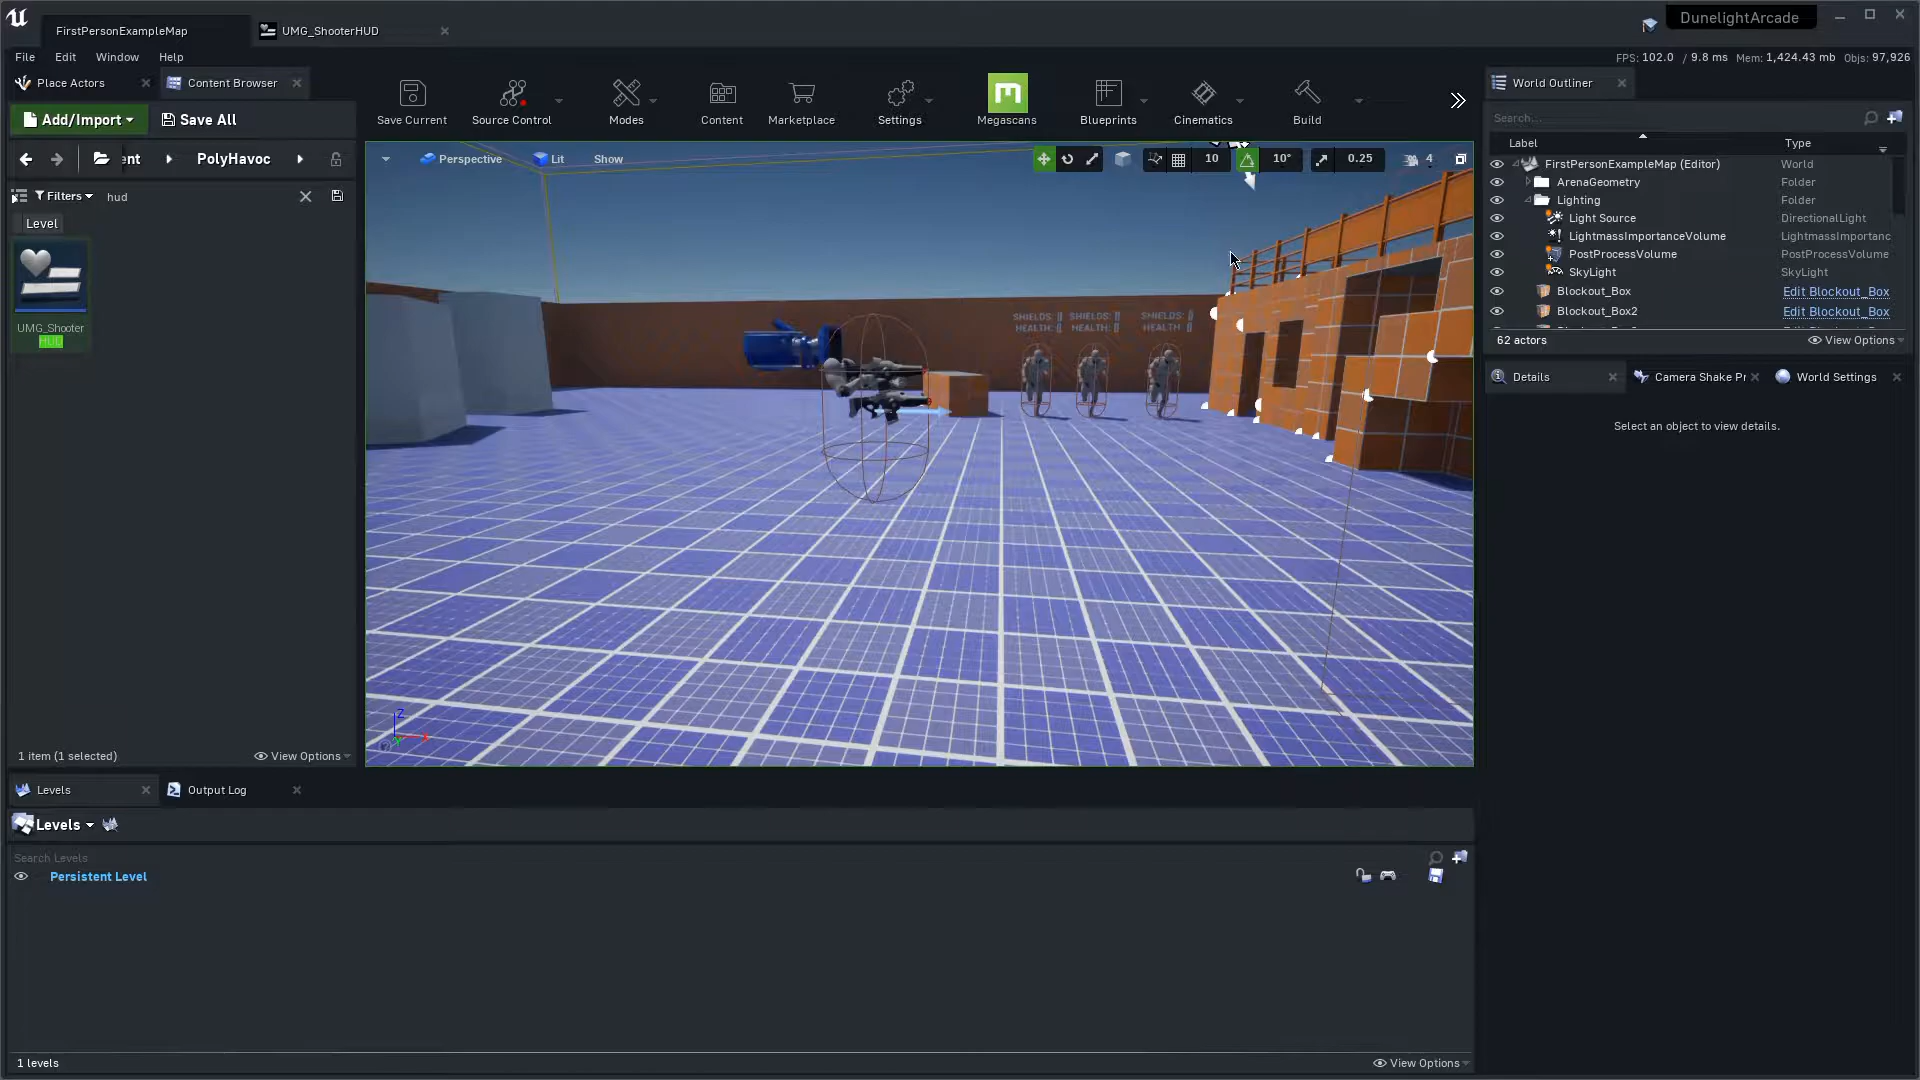 FirstPersonExampleMap
UMG_ShooterHUD
DunelightArcade
File Edit Window Help
FPS: 102.0 / 9.8 ms Mem: 1,424.43 mb Objs: 97,926
Place Actors
Content Browser
World Outliner
Add/Import
Save All
Save Current
Source Control
Modes
Content
Marketplace
Settings
Megascans
Blueprints
Cinematics
Build
Search...
ent
PolyHavoc
Perspective
Lit
Show
10
10°
0.25
4
Label
Type
Filters
hud
Level
FirstPersonExampleMap (Editor) World
ArenaGeometry Folder
Lighting Folder
Light Source DirectionalLight
LightmassImportanceVolume LightmassImportanc
PostProcessVolume PostProcessVolume
SkyLight SkyLight
Blockout_Box Edit Blockout_Box
Blockout_Box2 Edit Blockout_Box2
UMG_Shooter
HUD
SHIELDS: SHIELDS: SHIELDS:
HEALTH: HEALTH: HEALTH
62 actors
View Options
Details
Camera Shake Pr
World Settings
Select an object to view details.
Z
1 item (1 selected)
View Options
Levels
Output Log
Levels
Search Levels
Persistent Level
1 levels
View Options